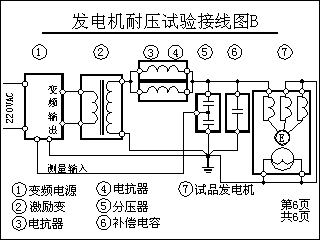 发电机耐压试验接线图B
① ② ③ ④ ⑤ ⑥ ⑦
220VAC
变频输出
测量输入
E
①变频电源 ④电抗器 ⑦试品发电机
②激励变 ⑤分压器
③电抗器 ⑥补偿电容
第6页
共6页